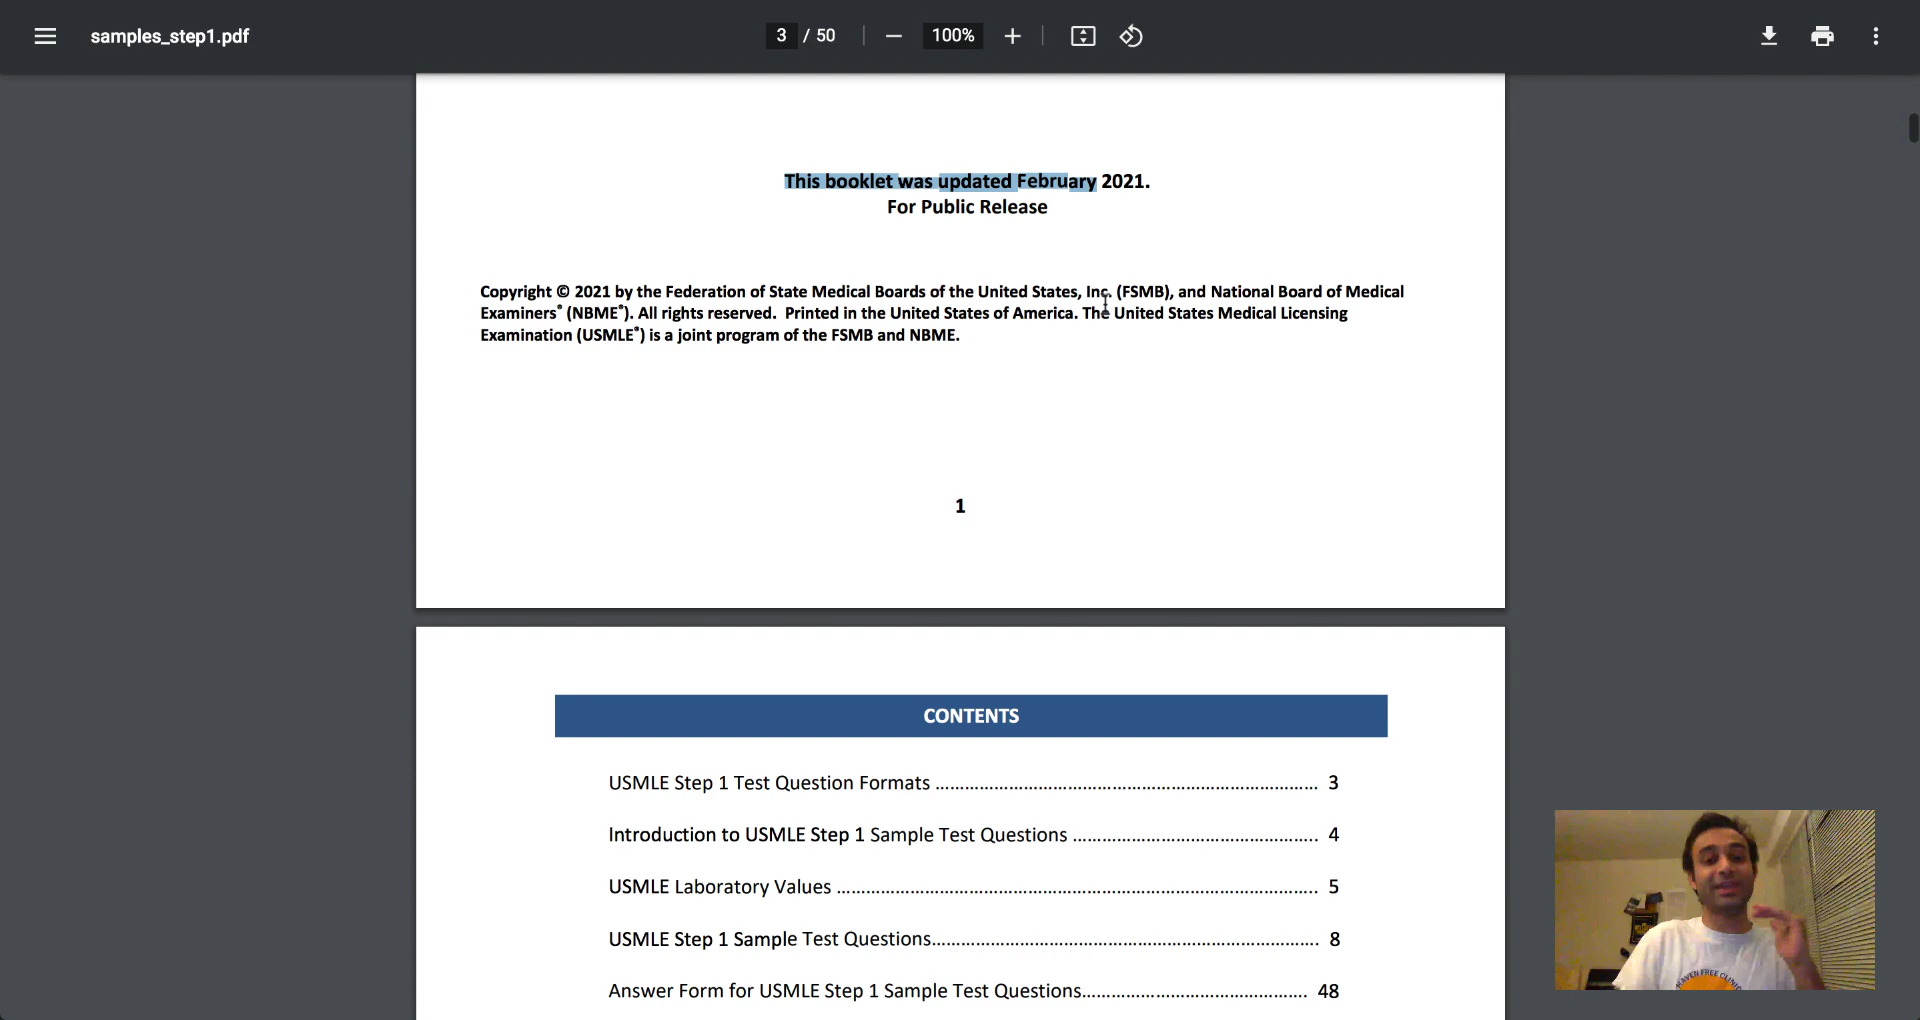 samples_step1.pdf
3 / 50
100%
This booklet was updated February 2021.
For Public Release
Copyright © 2021 by the Federation of State Medical Boards of the United States, Inc. (FSMB), and National Board of Medical
Examiners® (NBME®). All rights reserved. Printed in the United States of America. The United States Medical Licensing
Examination (USMLE®) is a joint program of the FSMB and NBME.
1
CONTENTS
USMLE Step 1 Test Question Formats ........................................................................ 3
Introduction to USMLE Step 1 Sample Test Questions ............................................... 4
USMLE Laboratory Values ........................................................................................ 5
USMLE Step 1 Sample Test Questions........................................................................ 8
Answer Form for USMLE Step 1 Sample Test Questions........................................... 48
HAVEN FREE CLINIC